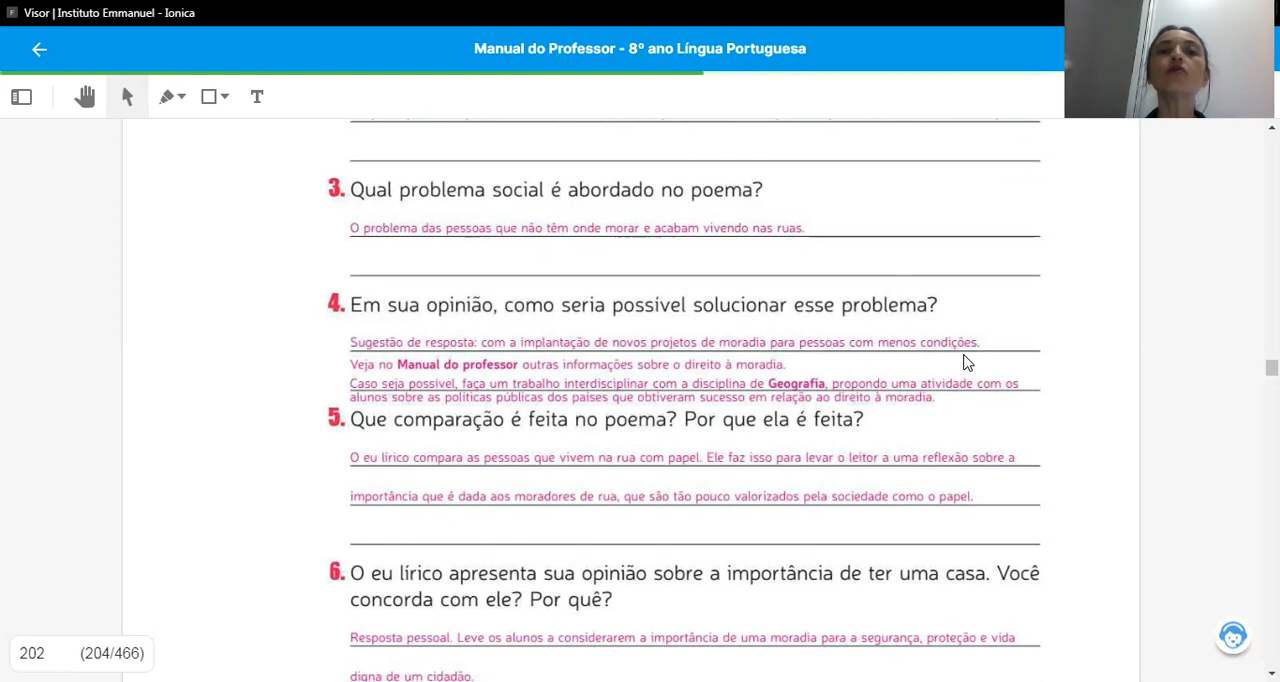 Visor | Instituto Emmanuel - Ionica
Manual do Professor - 8º ano Língua Portuguesa
T
3. Qual problema social é abordado no poema?
O problema das pessoas que não têm onde morar e acabam vivendo nas ruas.
4. Em sua opinião, como seria possível solucionar esse problema?
Sugestão de resposta: com a implantação de novos projetos de moradia para pessoas com menos condições.
Veja no Manual do professor outras informações sobre o direito à moradia.
Caso seja possível, faça um trabalho interdisciplinar com a disciplina de Geografia, propondo uma atividade com os
alunos sobre as políticas públicas dos países que obtiveram sucesso em relação ao direito à moradia.
5. Que comparação é feita no poema? Por que ela é feita?
O eu lírico compara as pessoas que vivem na rua com papel. Ele faz isso para levar o leitor a uma reflexão sobre a
importância que é dada aos moradores de rua, que são tão pouco valorizados pela sociedade como o papel.
6. O eu lírico apresenta sua opinião sobre a importância de ter uma casa. Você
concorda com ele? Por quê?
Resposta pessoal. Leve os alunos a considerarem a importância de uma moradia para a segurança, proteção e vida
digna de um cidadão.
202 (204/466)